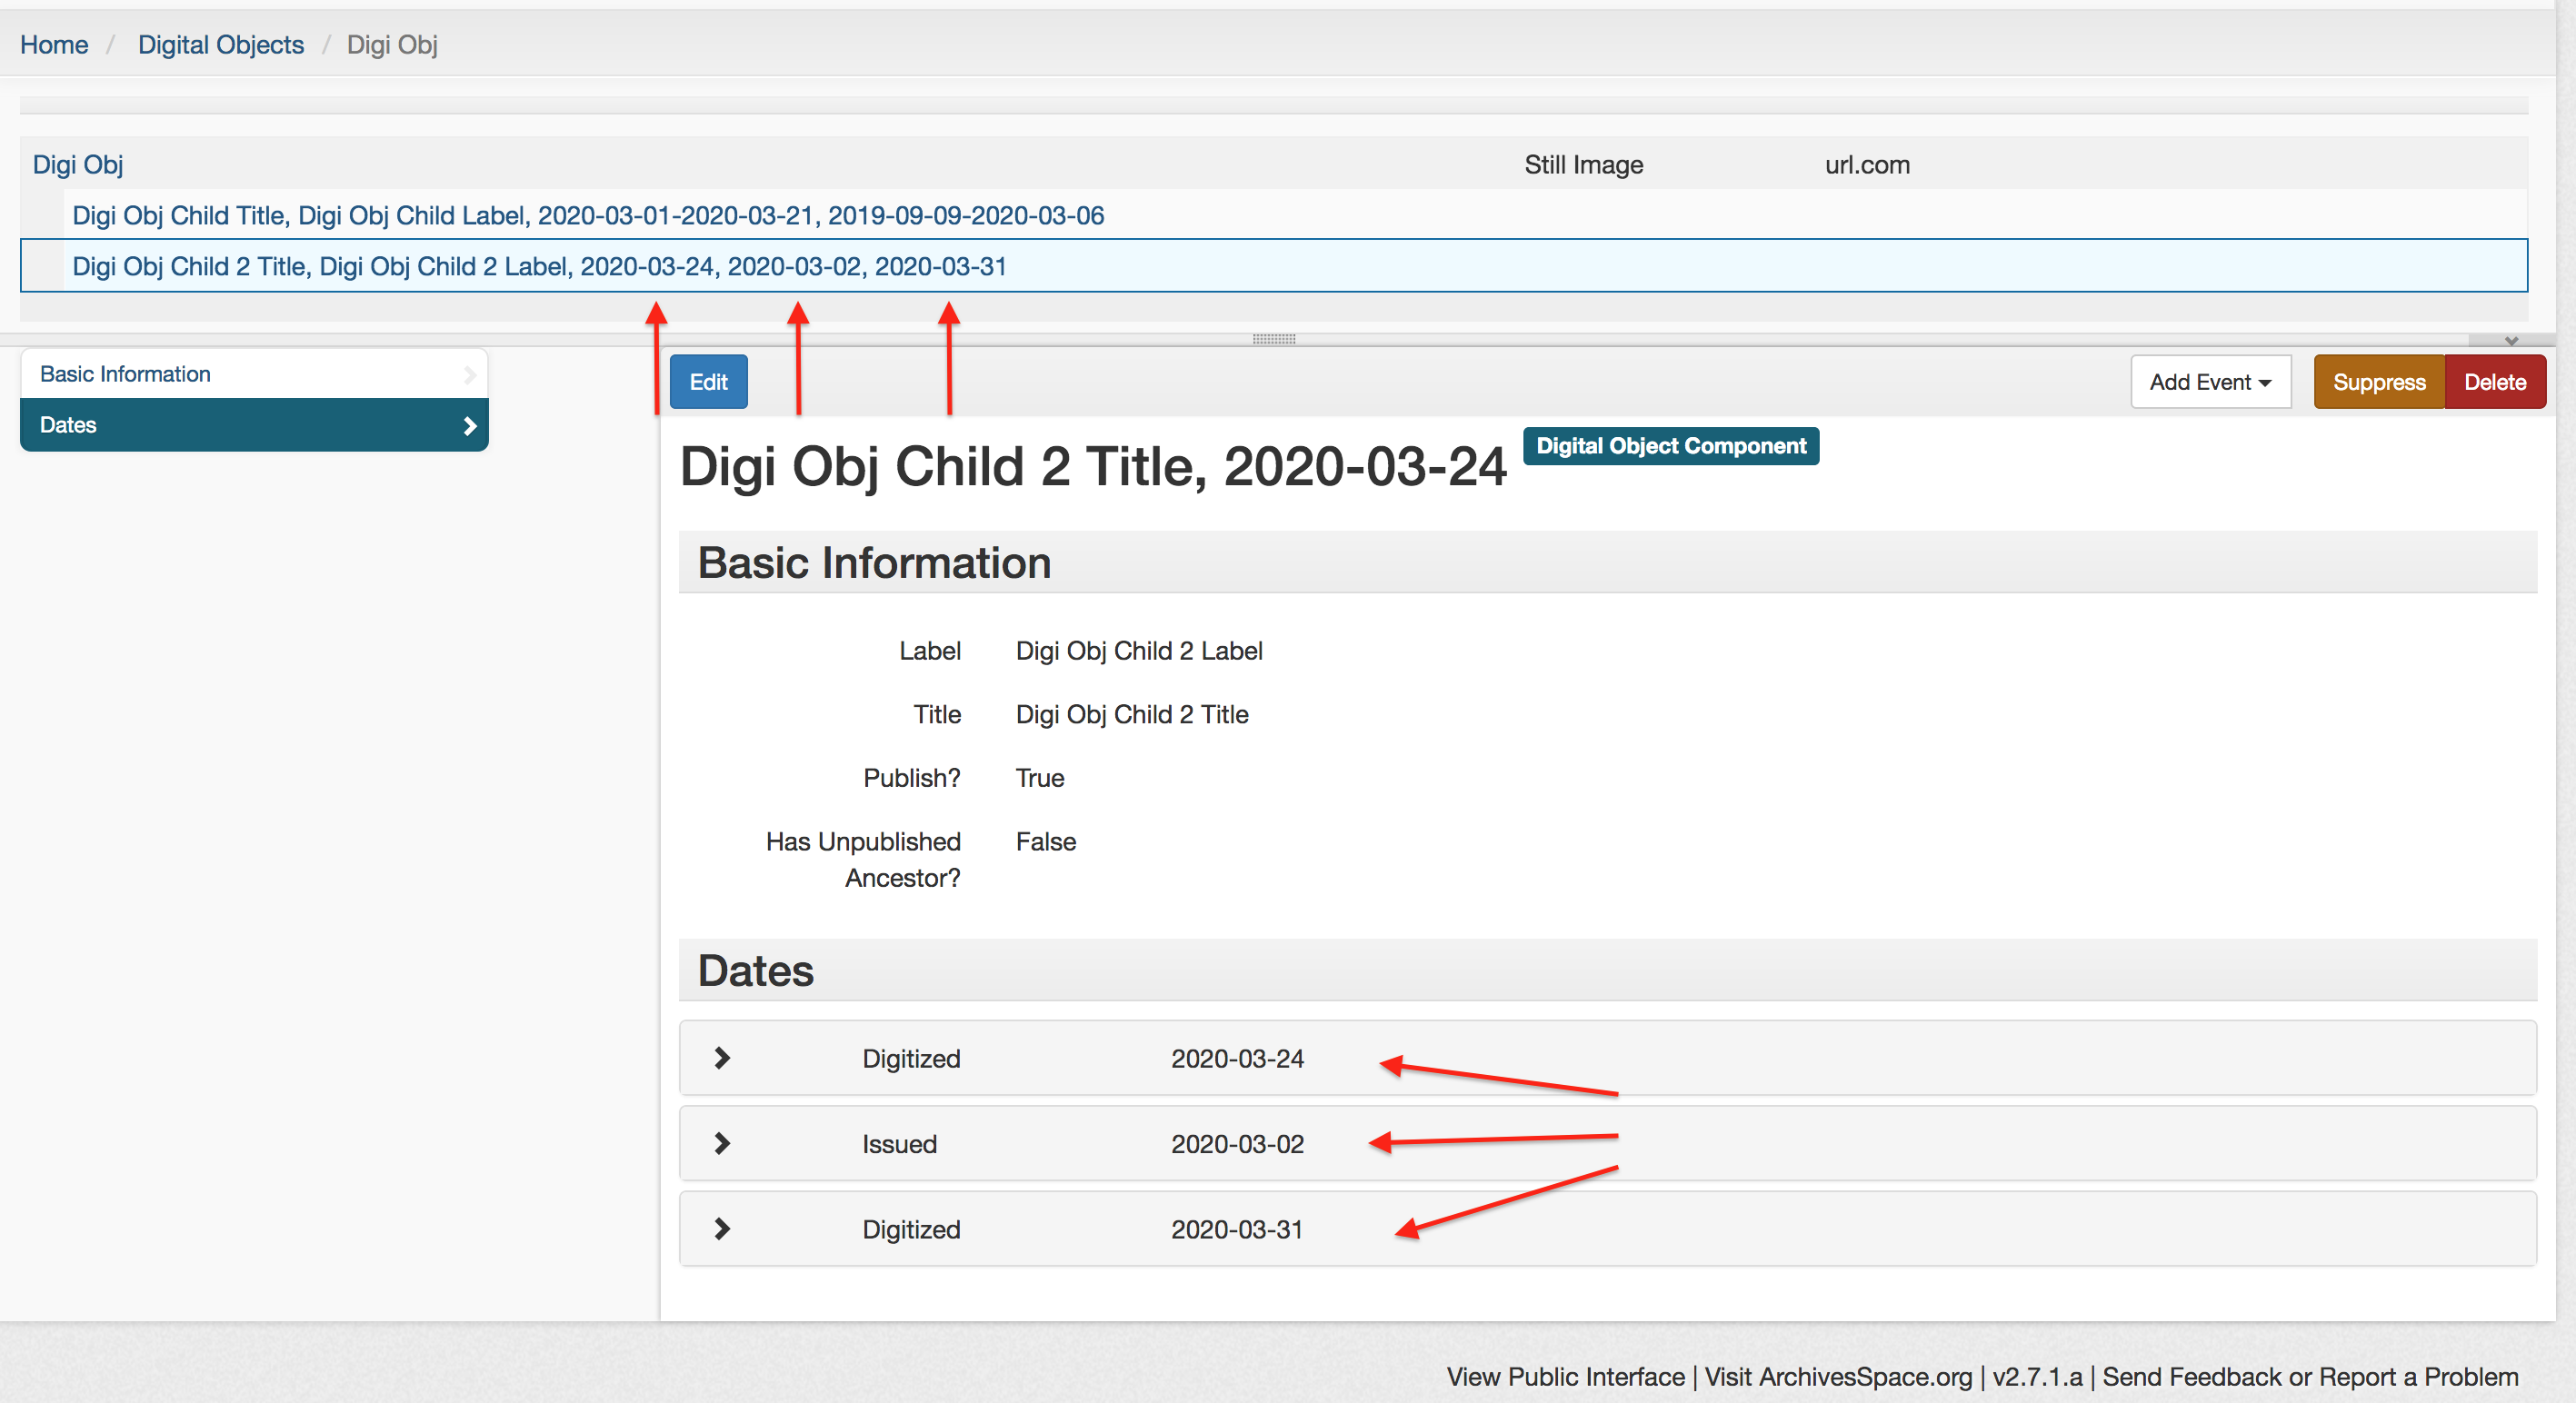 Home / Digital Objects / Digi Obj
Digi Obj Still Image url.com
Digi Obj Child Title, Digi Obj Child Label, 2020-03-01-2020-03-21, 2019-09-09-2020-03-06
Digi Obj Child 2 Title, Digi Obj Child 2 Label, 2020-03-24, 2020-03-02, 2020-03-31
Basic Information
Dates
Edit
Add Event
Suppress
Delete
Digi Obj Child 2 Title, 2020-03-24 Digital Object Component
Basic Information
Label Digi Obj Child 2 Label
Title Digi Obj Child 2 Title
Publish? True
Has Unpublished False
Ancestor?
Dates
Digitized 2020-03-24
Issued 2020-03-02
Digitized 2020-03-31
View Public Interface | Visit ArchivesSpace.org | v2.7.1.a | Send Feedback or Report a Problem